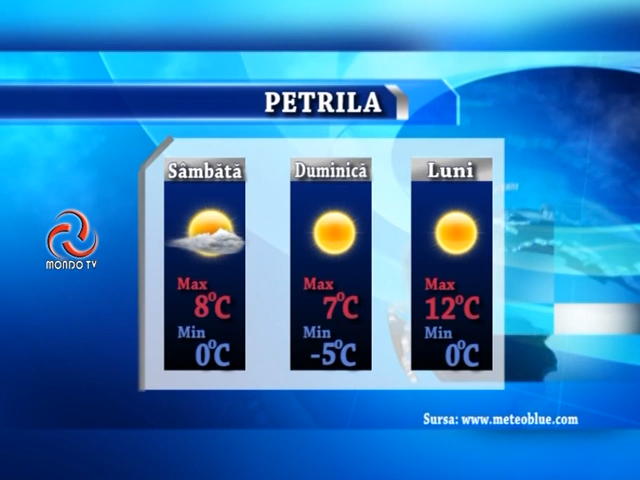 PETRILA
Sâmbătă
Duminică
Luni
Max
8°C
Min
0°C
Max
7°C
Min
-5°C
Max
12°C
Min
0°C
MONDO TV
Sursa: www.meteoblue.com